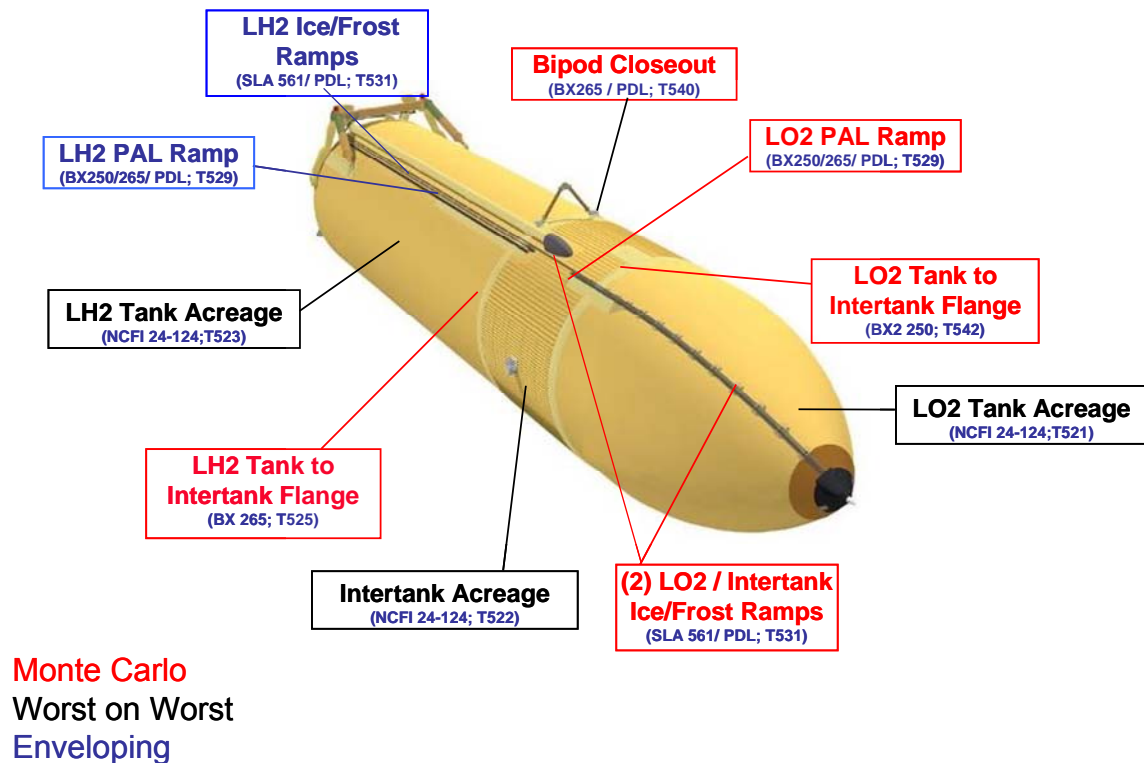 LH2 Ice/Frost
Ramps
(SLA 561/ PDL; T531)
Bipod Closeout
(BX265 / PDL; T540)
LH2 PAL Ramp
(BX250/265/ PDL; T529)
LO2 PAL Ramp
(BX250/265/ PDL; T529)
LO2 Tank to
Intertank Flange
(BX2 250; T542)
LH2 Tank Acreage
(NCFI 24-124;T523)
LO2 Tank Acreage
(NCFI 24-124;T521)
LH2 Tank to
Intertank Flange
(BX 265; T525)
Intertank Acreage
(NCFI 24-124; T522)
(2) LO2 / Intertank
Ice/Frost Ramps
(SLA 561/ PDL; T531)
Monte Carlo
Worst on Worst
Enveloping